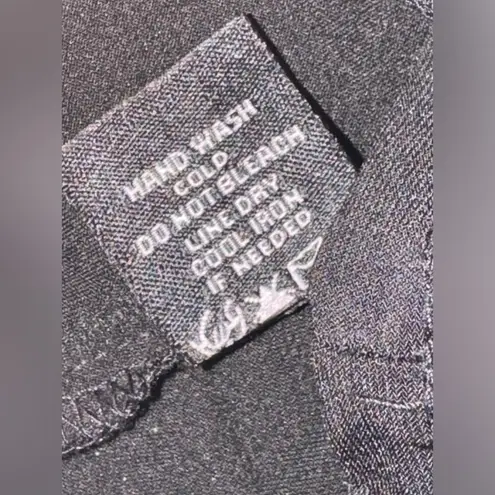 HAND WASH
COLD
DO NOT BLEACH
LINE DRY
COOL IRON
IF NEEDED